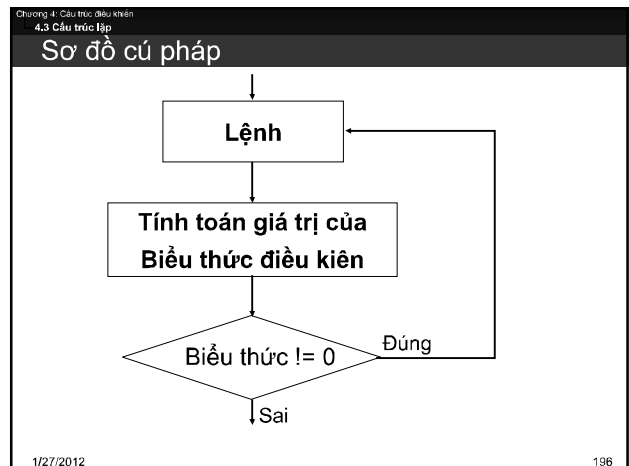 Chương 4: Cấu trúc điều khiển
4.3 Cấu trúc lặp
Sơ đồ cú pháp
Lệnh
Tính toán giá trị của
Biểu thức điều kiên
Biểu thức != 0
Đúng
Sai
1/27/2012
196